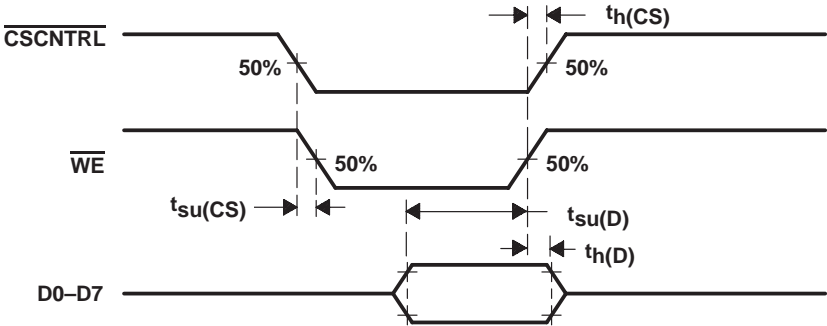 th(CS)
CSCNTRL
50%
50%
WE
50%
50%
tsu(CS)
tsu(D)
th(D)
D0–D7